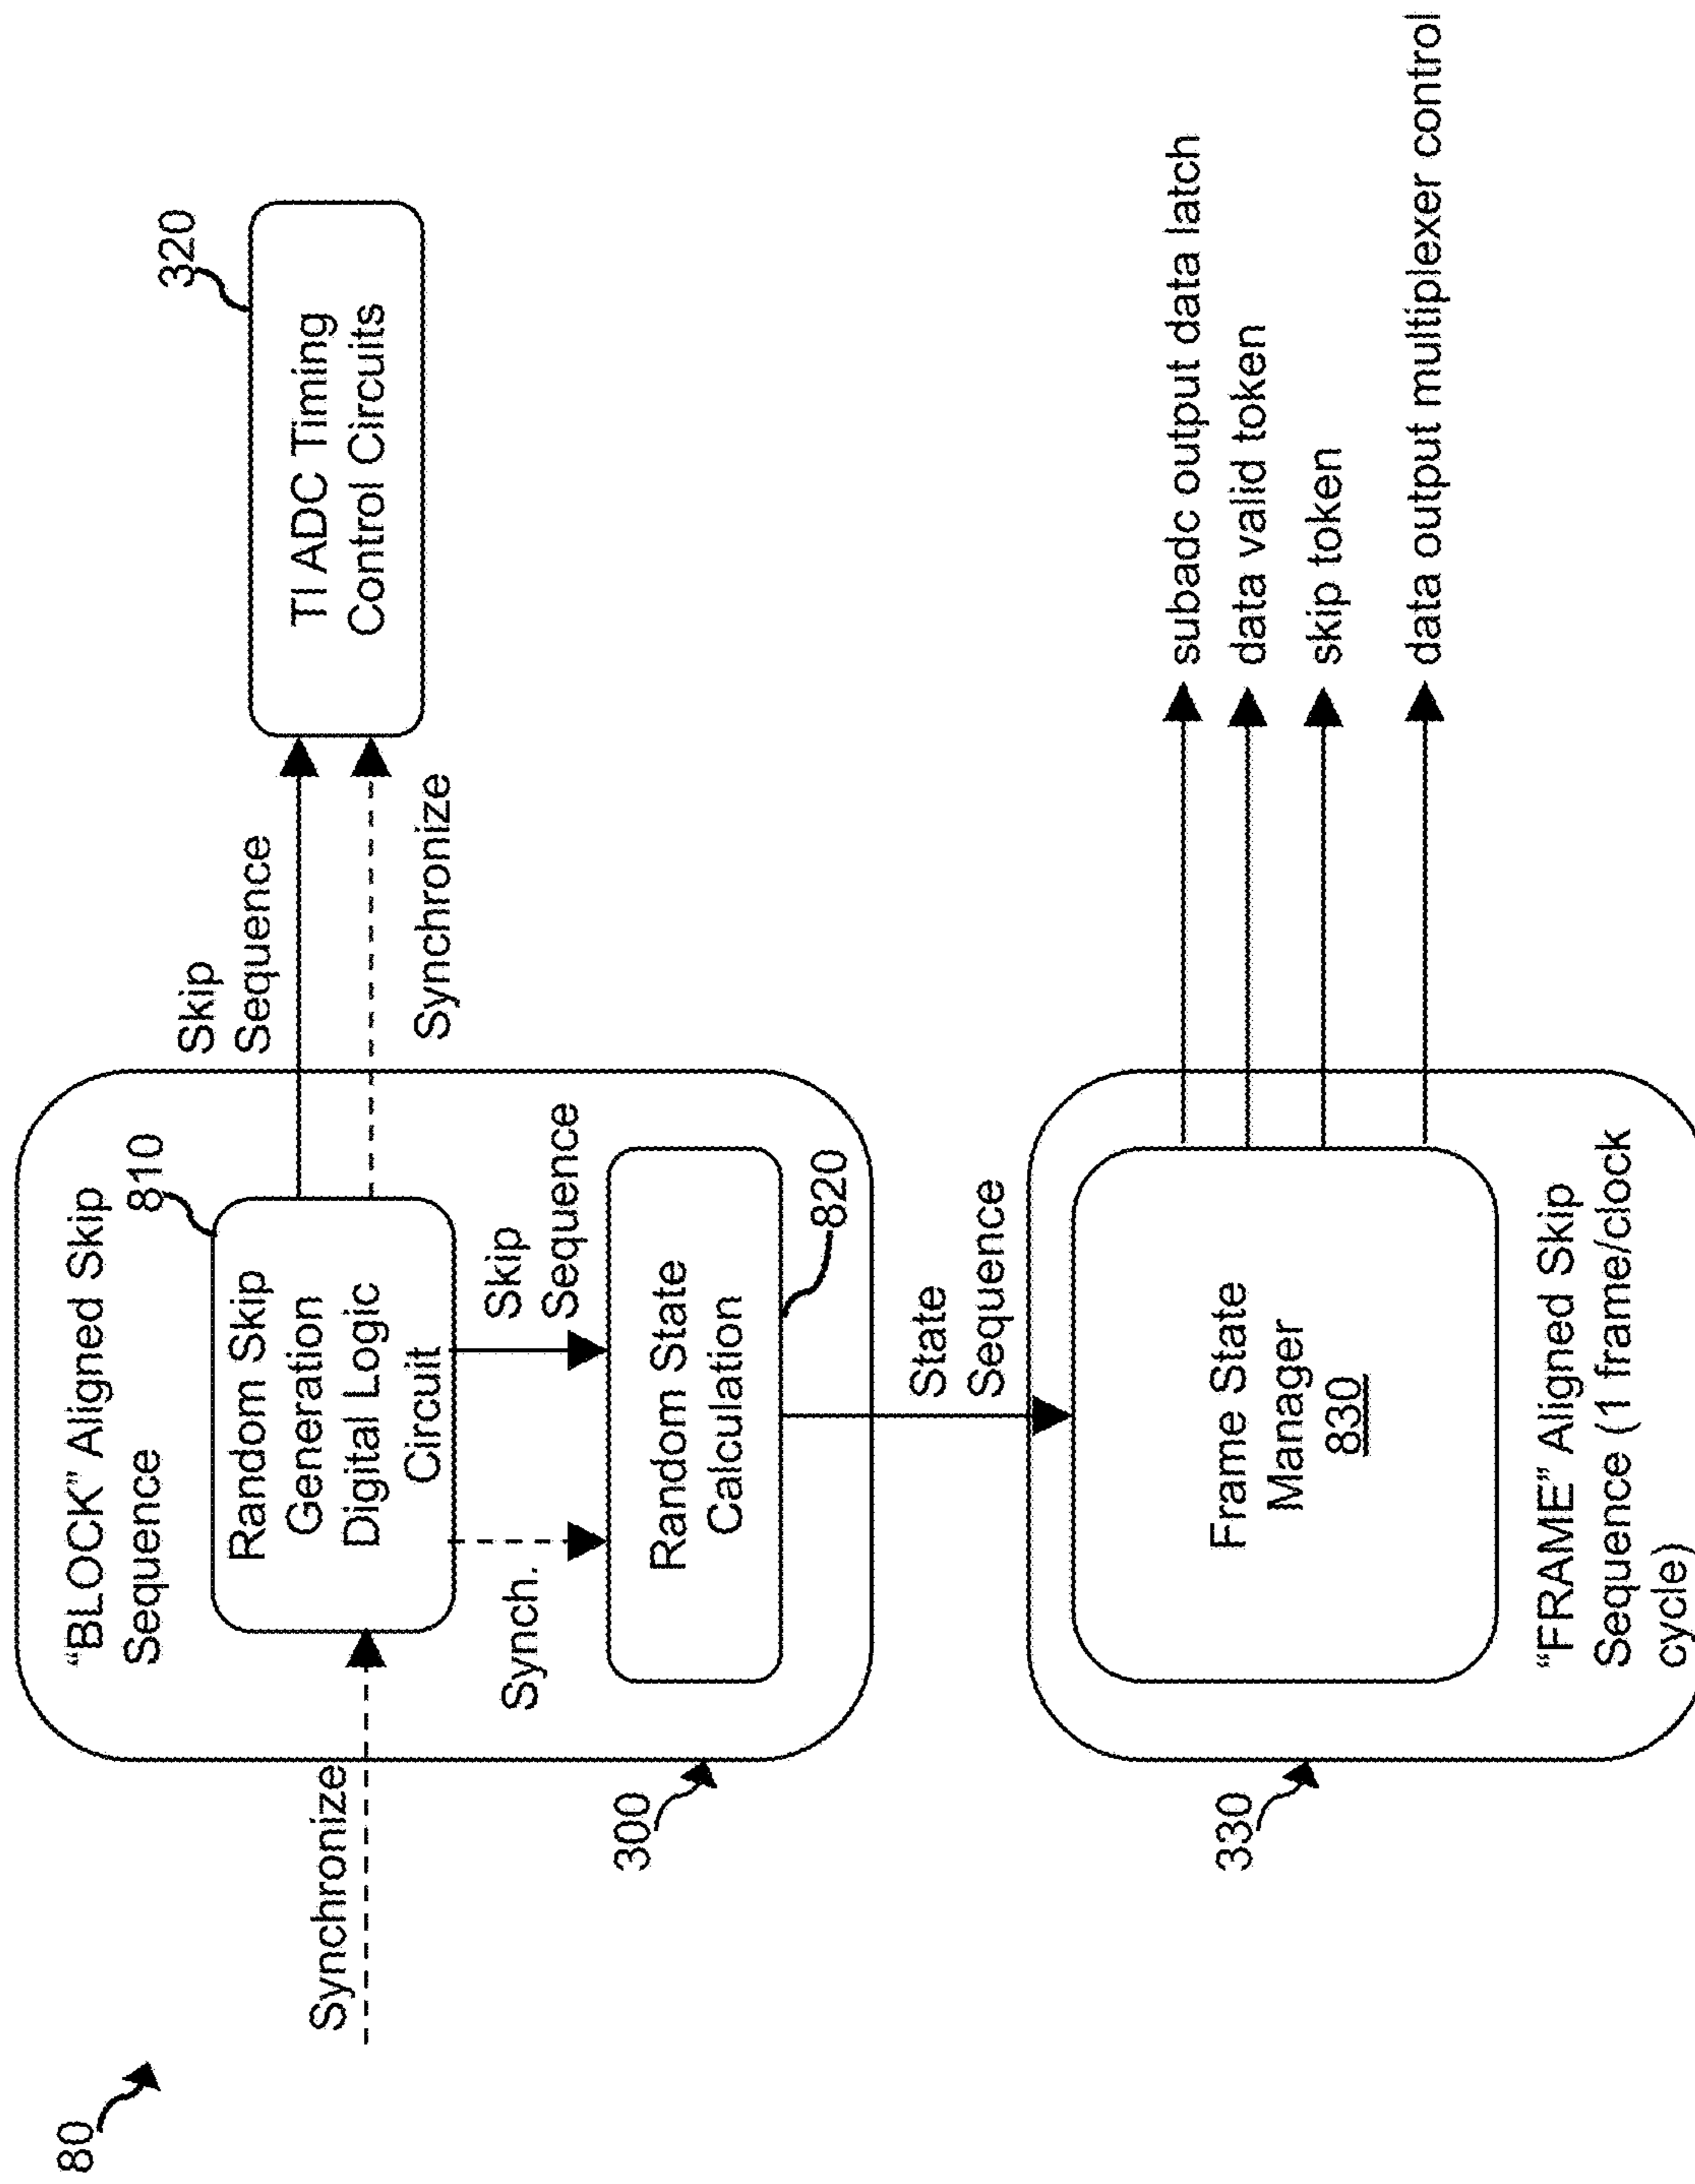 80
Synchronize
300
"BLOCK" Aligned Skip
Sequence
810
Random Skip
Generation
Digital Logic
Circuit
Synch.
Skip
Sequence
Random State
Calculation
820
Skip
Sequence
Synchronize
320
TI ADC Timing
Control Circuits
State
Sequence
330
Frame State
Manager
830
"FRAME" Aligned Skip
Sequence (1 frame/clock
cycle)
subadc output data latch
data valid token
skip token
data output multiplexer control